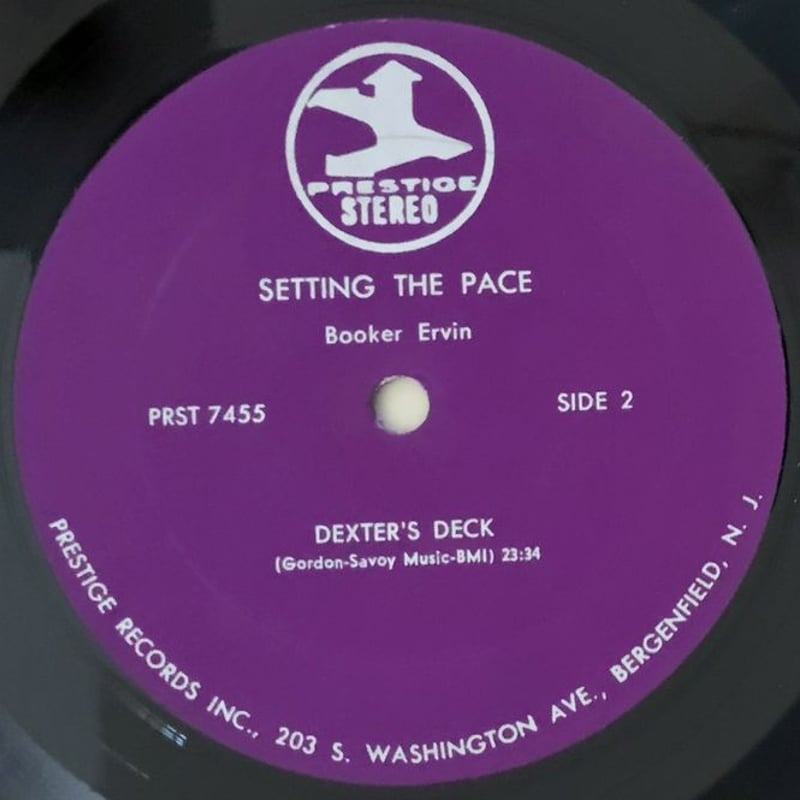 PRESTIGE
STEREO
SETTING THE PACE
Booker Ervin
PRST 7455
SIDE 2
DEXTER'S DECK
(Gordon-Savoy Music-BMI) 23:34
PRESTIGE RECORDS INC., 203 S. WASHINGTON AVE., BERGENFIELD, N. J.